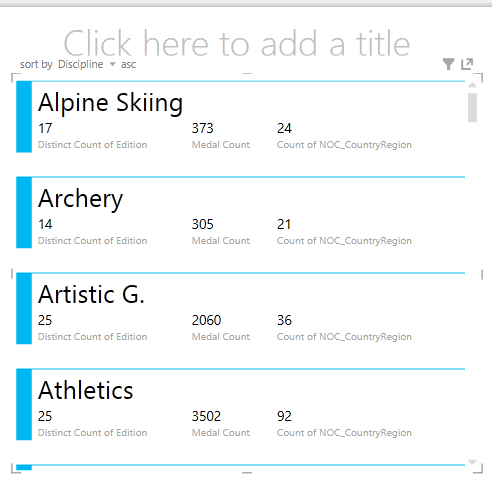 Click here to add a title
sort by Discipline asc
Alpine Skiing
17 373 24
Distinct Count of Edition Medal Count Count of NOC_CountryRegion
Archery
14 305 21
Distinct Count of Edition Medal Count Count of NOC_CountryRegion
Artistic G.
25 2060 36
Distinct Count of Edition Medal Count Count of NOC_CountryRegion
Athletics
25 3502 92
Distinct Count of Edition Medal Count Count of NOC_CountryRegion